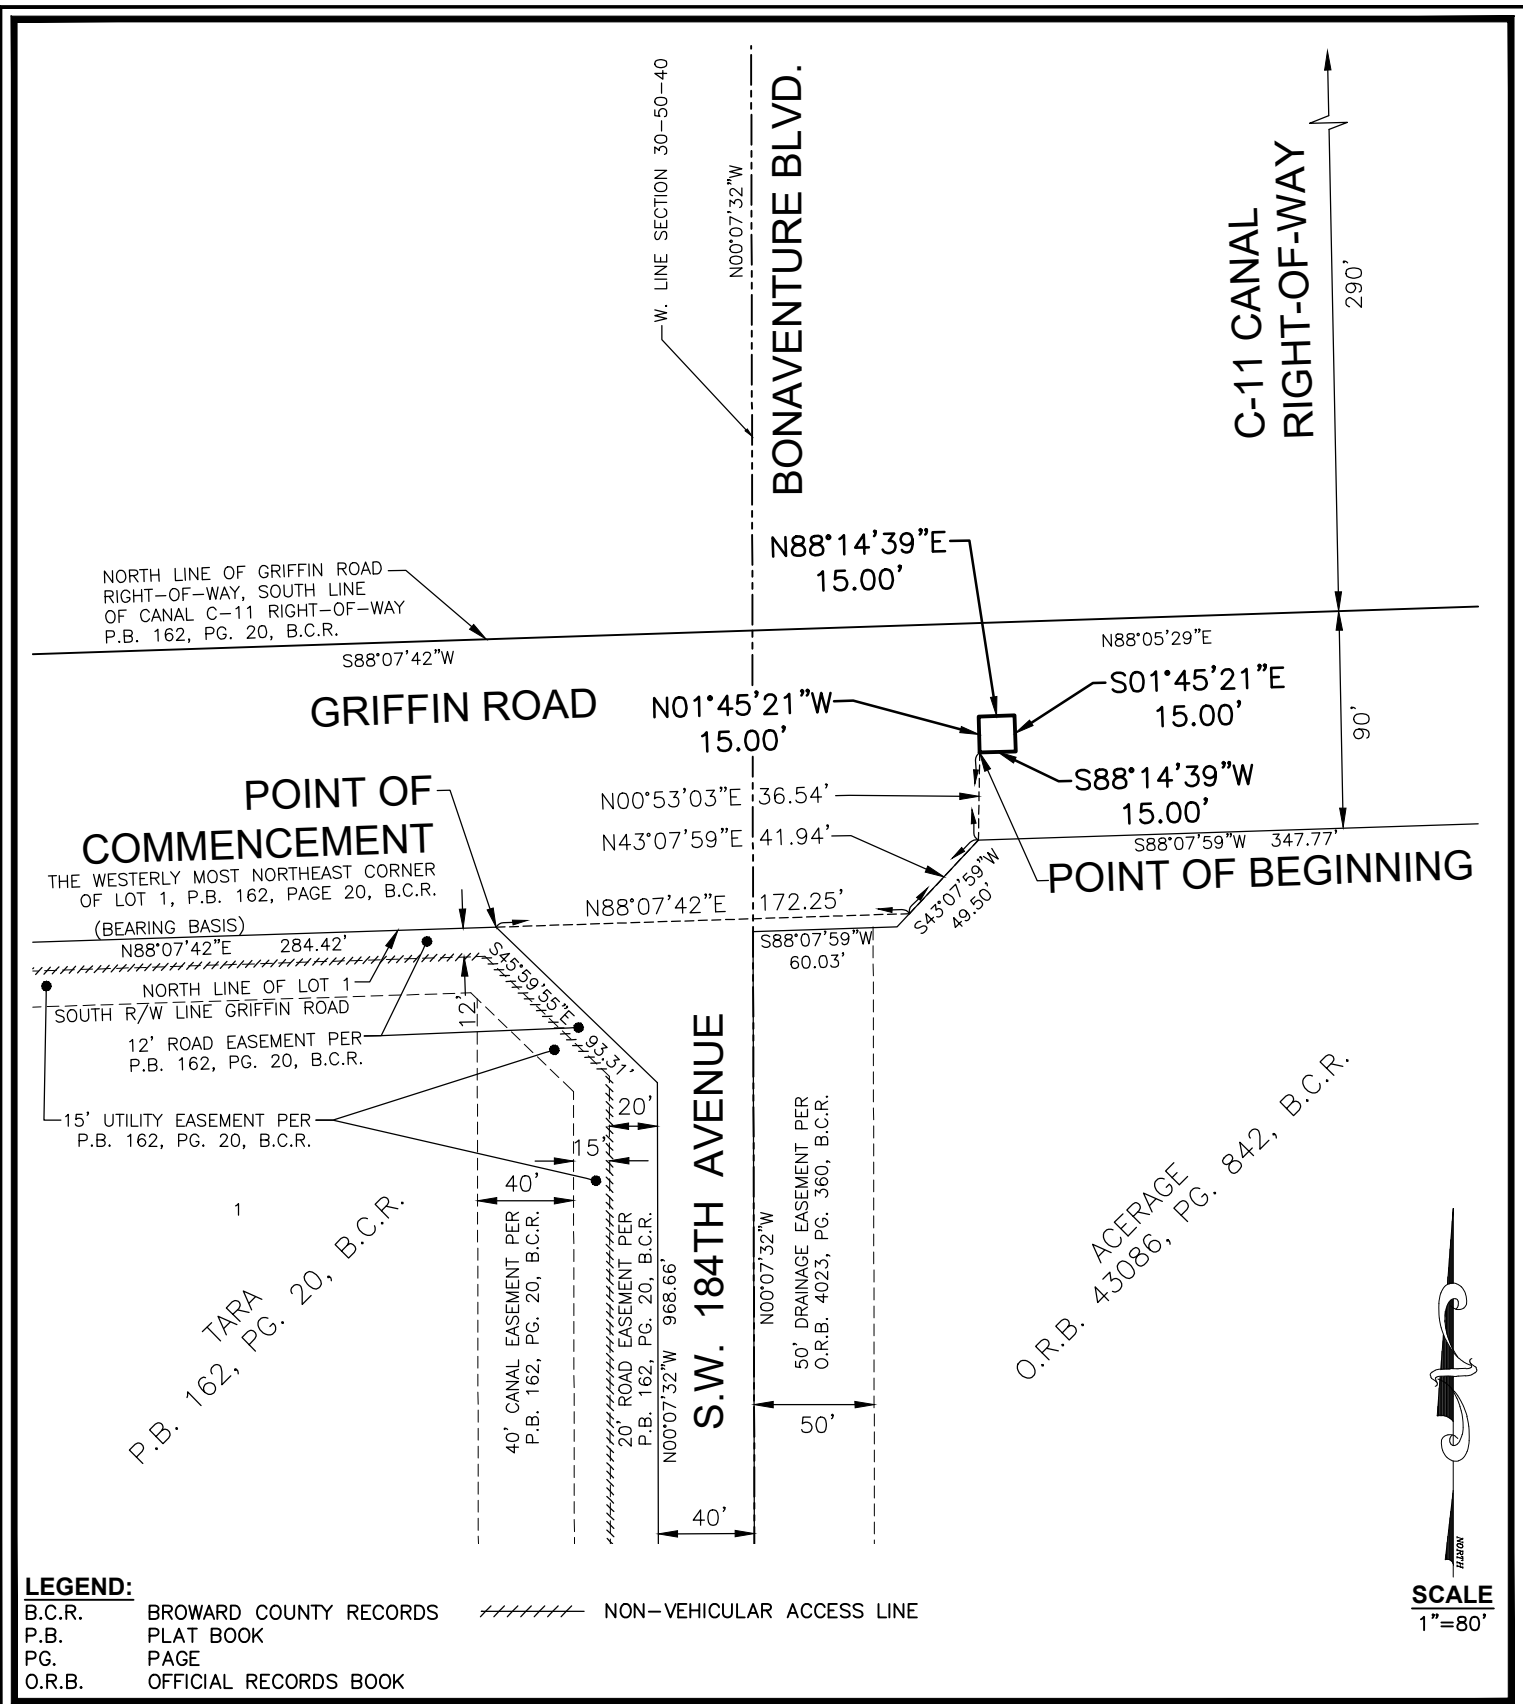 W. LINE SECTION 30-50-40
N00°07'32"W
BONAVENTURE BLVD.
C-11 CANAL
RIGHT-OF-WAY
290'
N88°14'39"E
15.00'
NORTH LINE OF GRIFFIN ROAD
RIGHT-OF-WAY, SOUTH LINE
OF CANAL C-11 RIGHT-OF-WAY
P.B. 162, PG. 20, B.C.R.
S88°07'42"W
N88°05'29"E
GRIFFIN ROAD
N01°45'21"W
15.00'
S01°45'21"E
15.00'
90'
S88°14'39"W
15.00'
POINT OF
COMMENCEMENT
THE WESTERLY MOST NORTHEAST CORNER
OF LOT 1, P.B. 162, PAGE 20, B.C.R.
N00°53'03"E 36.54'
N43°07'59"E 41.94'
S88°07'59"W 347.77'
POINT OF BEGINNING
N88°07'42"E 172.25'
S43°07'59"W
49.50'
(BEARING BASIS)
N88°07'42"E 284.42'
S88°07'59"W
60.03'
NORTH LINE OF LOT 1
SOUTH R/W LINE GRIFFIN ROAD
12'
S45°59'55"E 93.31'
12' ROAD EASEMENT PER
P.B. 162, PG. 20, B.C.R.
15' UTILITY EASEMENT PER
P.B. 162, PG. 20, B.C.R.
20'
15'
40'
1
TARA
P.B. 162, PG. 20, B.C.R.
40' CANAL EASEMENT PER
P.B. 162, PG. 20, B.C.R.
20' ROAD EASEMENT PER
P.B. 162, PG. 20, B.C.R.
N00°07'32"W 968.66'
S.W. 184TH AVENUE
N00°07'32"W
50' DRAINAGE EASEMENT PER
O.R.B. 4023, PG. 360, B.C.R.
50'
40'
ACERAGE
O.R.B. 43086, PG. 842, B.C.R.
NORTH
SCALE
1"=80'
LEGEND:
B.C.R. BROWARD COUNTY RECORDS NON-VEHICULAR ACCESS LINE
P.B. PLAT BOOK
PG. PAGE
O.R.B. OFFICIAL RECORDS BOOK